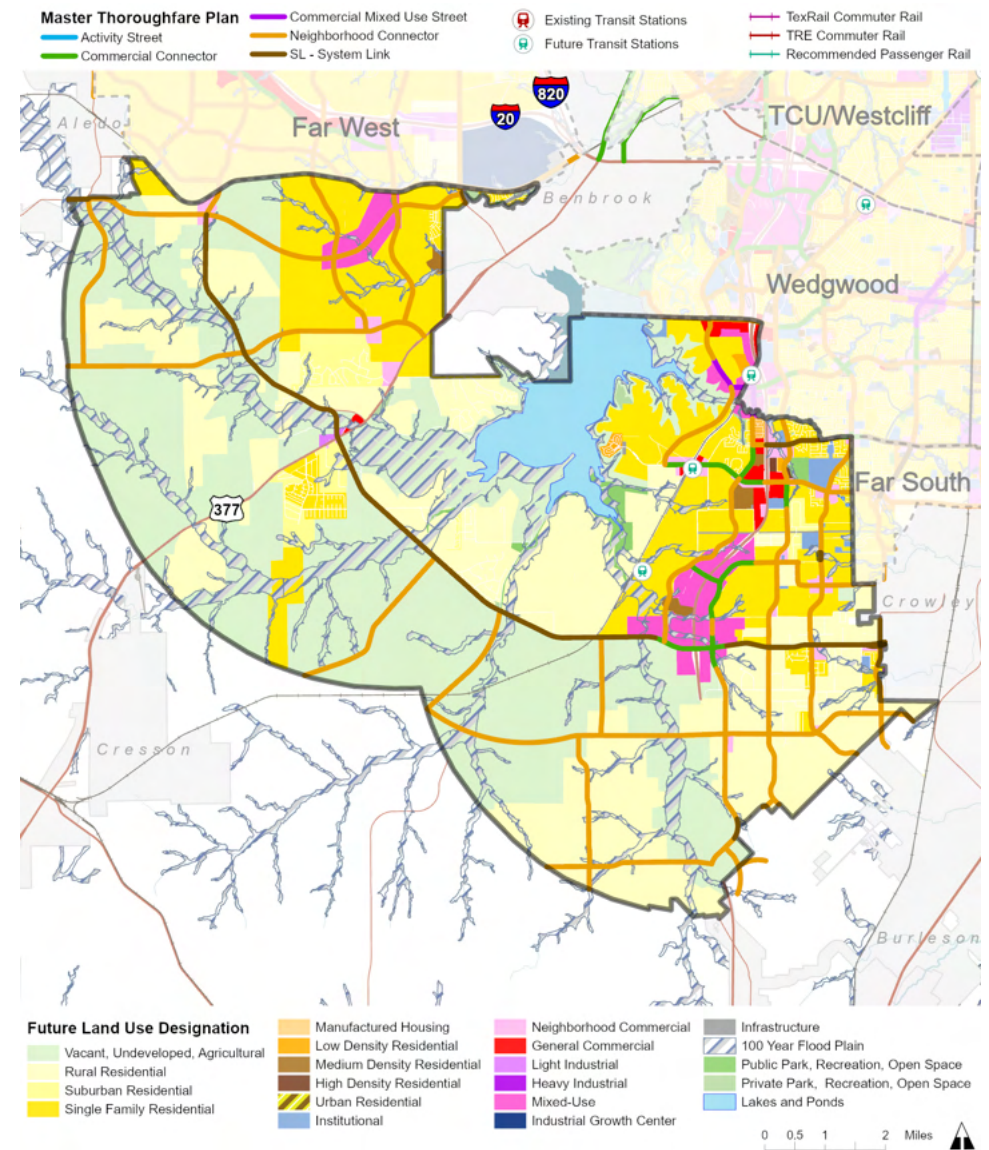 Master Thoroughfare Plan
Activity Street
Commercial Connector
Commercial Mixed Use Street
Neighborhood Connector
SL - System Link
Existing Transit Stations
Future Transit Stations
TexRail Commuter Rail
TRE Commuter Rail
Recommended Passenger Rail
820
20
Aledo
Far West
TCU/Westcliff
Benbrook
Wedgwood
Far South
377
Crowley
Cresson
Burleson
Future Land Use Designation
Vacant, Undeveloped, Agricultural
Rural Residential
Suburban Residential
Single Family Residential
Manufactured Housing
Low Density Residential
Medium Density Residential
High Density Residential
Urban Residential
Institutional
Neighborhood Commercial
General Commercial
Light Industrial
Heavy Industrial
Mixed-Use
Industrial Growth Center
Infrastructure
100 Year Flood Plain
Public Park, Recreation, Open Space
Private Park, Recreation, Open Space
Lakes and Ponds
0 0.5 1 2 Miles